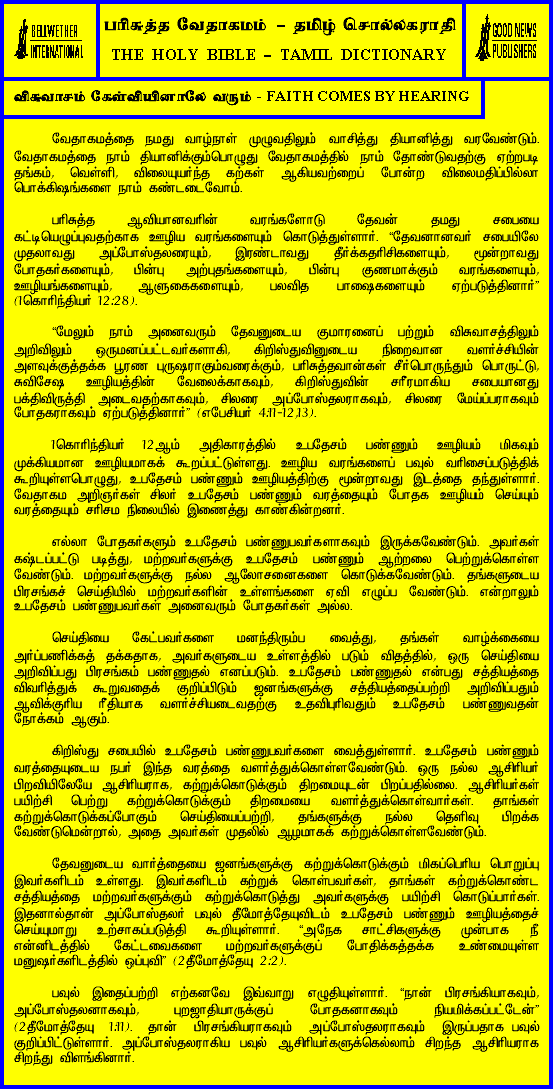 BELLWETHER
INTERNATIONAL
பரிசுத்த வேதாகமம் – தமிழ் சொல்லகராதி
THE HOLY BIBLE – TAMIL DICTIONARY
GOOD NEWS
PUBLISHERS
விசுவாசம் கேள்வியினாலே வரும் - FAITH COMES BY HEARING
வேதாகமத்தை நமது வாழ்நாள் முழுவதிலும் வாசித்து தியானித்து வரவேண்டும்.
வேதாகமத்தை நாம் தியானிக்கும்பொழுது வேதாகமத்தில் நாம் தோண்டுவதற்கு ஏற்றபடி
தங்கம், வெள்ளி, விலையுயர்ந்த கற்கள் ஆகியவற்றைப் போன்ற விலைமதிப்பில்லா
பொக்கிஷங்களை நாம் கண்டடைவோம்.
பரிசுத்த ஆவியானவரின் வரங்களோடு தேவன் தமது சபையை
கட்டியெழுப்புவதற்காக ஊழிய வரங்களையும் கொடுத்துள்ளார். “தேவனானவர் சபையிலே
முதலாவது அப்போஸ்தலரையும், இரண்டாவது தீர்க்கதரிசிகளையும், மூன்றாவது
போதகர்களையும், பின்பு அற்புதங்களையும், பின்பு குணமாக்கும் வரங்களையும்,
ஊழியங்களையும், ஆளுகைகளையும், பலவித பாஷைகளையும் ஏற்படுத்தினார்”
(1கொரிந்தியர் 12:28).
“மேலும் நாம் அனைவரும் தேவனுடைய குமாரனைப் பற்றும் விசுவாசத்திலும்
அறிவிலும் ஒருமனப்பட்டவர்களாகி, கிறிஸ்துவினுடைய நிறைவான வளர்ச்சியின்
அளவுக்குத்தக்க பூரண புருஷராகும்வரைக்கும், பரிசுத்தவான்கள் சீர்பொருந்தும் பொருட்டு,
சுவிசேஷ ஊழியத்தின் வேலைக்காகவும், கிறிஸ்துவின் சரீரமாகிய சபையானது
பக்திவிருத்தி அடைவதற்காகவும், சிலரை அப்போஸ்தலராகவும், சிலரை மேய்ப்பராகவும்
போதகராகவும் ஏற்படுத்தினார்” (எபேசியர் 4:11-12,13).
1கொரிந்தியர் 12ஆம் அதிகாரத்தில் உபதேசம் பண்ணும் ஊழியம் மிகவும்
முக்கியமான ஊழியமாகக் கூறப்பட்டுள்ளது. ஊழிய வரங்களைப் பவுல் வரிசைப்படுத்திக்
கூறியுள்ளபொழுது, உபதேசம் பண்ணும் ஊழியத்திற்கு மூன்றாவது இடத்தை தந்துள்ளார்.
வேதாகம அறிஞர்கள் சிலர் உபதேசம் பண்ணும் வரத்தையும் போதக ஊழியம் செய்யும்
வரத்தையும் சரிசம நிலையில் இணைத்து காண்கின்றனர்.
எல்லா போதகர்களும் உபதேசம் பண்ணுபவர்களாகவும் இருக்கவேண்டும். அவர்கள்
கஷ்டப்பட்டு படித்து, மற்றவர்களுக்கு உபதேசம் பண்ணும் ஆற்றலை பெற்றுக்கொள்ள
வேண்டும். மற்றவர்களுக்கு நல்ல ஆலோசனைகளை கொடுக்கவேண்டும். தங்களுடைய
பிரசங்கச் செய்தியில் மற்றவர்களின் உள்ளங்களை ஏவி எழுப்ப வேண்டும். என்றாலும்
உபதேசம் பண்ணுபவர்கள் அனைவரும் போதகர்கள் அல்ல.
செய்தியை கேட்பவர்களை மனந்திரும்ப வைத்து, தங்கள் வாழ்க்கையை
அர்ப்பணிக்கத் தக்கதாக, அவர்களுடைய உள்ளத்தில் படும் விதத்தில், ஒரு செய்தியை
அறிவிப்பது பிரசங்கம் பண்ணுதல் எனப்படும். உபதேசம் பண்ணுதல் என்பது சத்தியத்தை
விவரித்துக் கூறுவதைக் குறிப்பிடும் ஜனங்களுக்கு சத்தியத்தைப்பற்றி அறிவிப்பதும்
ஆவிக்குரிய ரீதியாக வளர்ச்சியடைவதற்கு உதவிபுரிவதும் உபதேசம் பண்ணுவதன்
நோக்கம் ஆகும்.
கிறிஸ்து சபையில் உபதேசம் பண்ணுபவர்களை வைத்துள்ளார். உபதேசம் பண்ணும்
வரத்தையுடைய நபர் இந்த வரத்தை வளர்த்துக்கொள்ளவேண்டும். ஒரு நல்ல ஆசிரியர்
பிறவியிலேயே ஆசிரியராக, கற்றுக்கொடுக்கும் திறமையுடன் பிறப்பதில்லை. ஆசிரியர்கள்
பயிற்சி பெற்று கற்றுக்கொடுக்கும் திறமையை வளர்த்துக்கொள்வார்கள். தாங்கள்
கற்றுக்கொடுக்கப்போகும் செய்தியைப்பற்றி, தங்களுக்கு நல்ல தெளிவு பிறக்க
வேண்டுமென்றால், அதை அவர்கள் முதலில் ஆழமாகக் கற்றுக்கொள்ளவேண்டும்.
தேவனுடைய வார்த்தையை ஜனங்களுக்கு கற்றுக்கொடுக்கும் மிகப்பெரிய பொறுப்பு
இவர்களிடம் உள்ளது. இவர்களிடம் கற்றுக் கொள்பவர்கள், தாங்கள் கற்றுக்கொண்ட
சத்தியத்தை மற்றவர்களுக்கும் கற்றுக்கொடுத்து அவர்களுக்கு பயிற்சி கொடுப்பார்கள்.
இதனால்தான் அப்போஸ்தலர் பவுல் தீமோத்தேயுவிடம் உபதேசம் பண்ணும் ஊழியத்தைச்
செய்யுமாறு உற்சாகப்படுத்தி கூறியுள்ளார். “அநேக சாட்சிகளுக்கு முன்பாக நீ
என்னிடத்தில் கேட்டவைகளை மற்றவர்களுக்குப் போதிக்கத்தக்க உண்மையுள்ள
மனுஷர்களிடத்தில் ஒப்புவி” (2தீமோத்தேயு 2:2).
பவுல் இதைப்பற்றி ஏற்கனவே இவ்வாறு எழுதியுள்ளார். “நான் பிரசங்கியாகவும்,
அப்போஸ்தலனாகவும், புறஜாதியாருக்குப் போதகனாகவும் நியமிக்கப்பட்டேன்”
(2தீமோத்தேயு 1:11). தான் பிரசங்கியராகவும் அப்போஸ்தலராகவும் இருப்பதாக பவுல்
குறிப்பிட்டுள்ளார். அப்போஸ்தலராகிய பவுல் ஆசிரியர்களுக்கெல்லாம் சிறந்த ஆசிரியராக
சிறந்து விளங்கினார்.